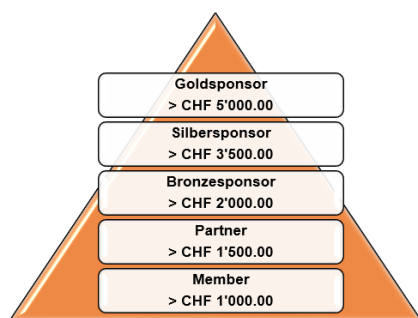 Goldsponsor
> CHF 5'000.00
Silbersponsor
> CHF 3'500.00
Bronzesponsor
> CHF 2'000.00
Partner
> CHF 1'500.00
Member
> CHF 1'000.00